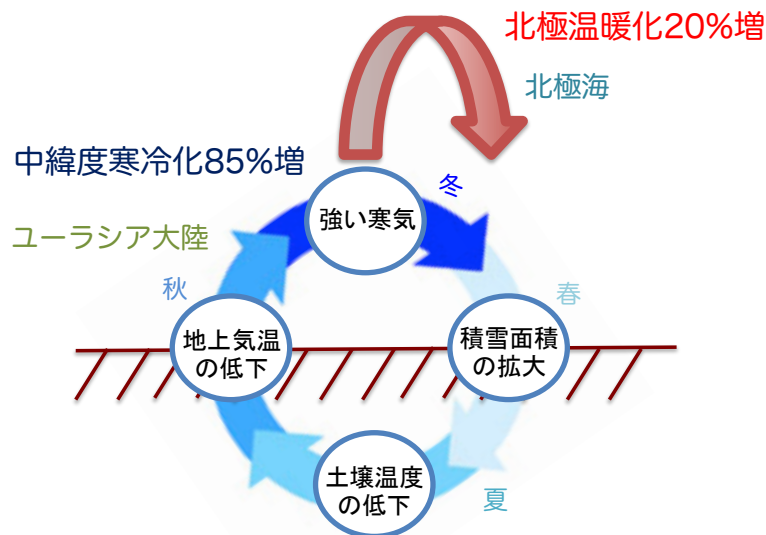 北極温暖化20%増
北極海
中緯度寒冷化85%増
冬
強い寒気
ユーラシア大陸
秋
春
地上気温
の低下
積雪面積
の拡大
土壌温度
の低下
夏